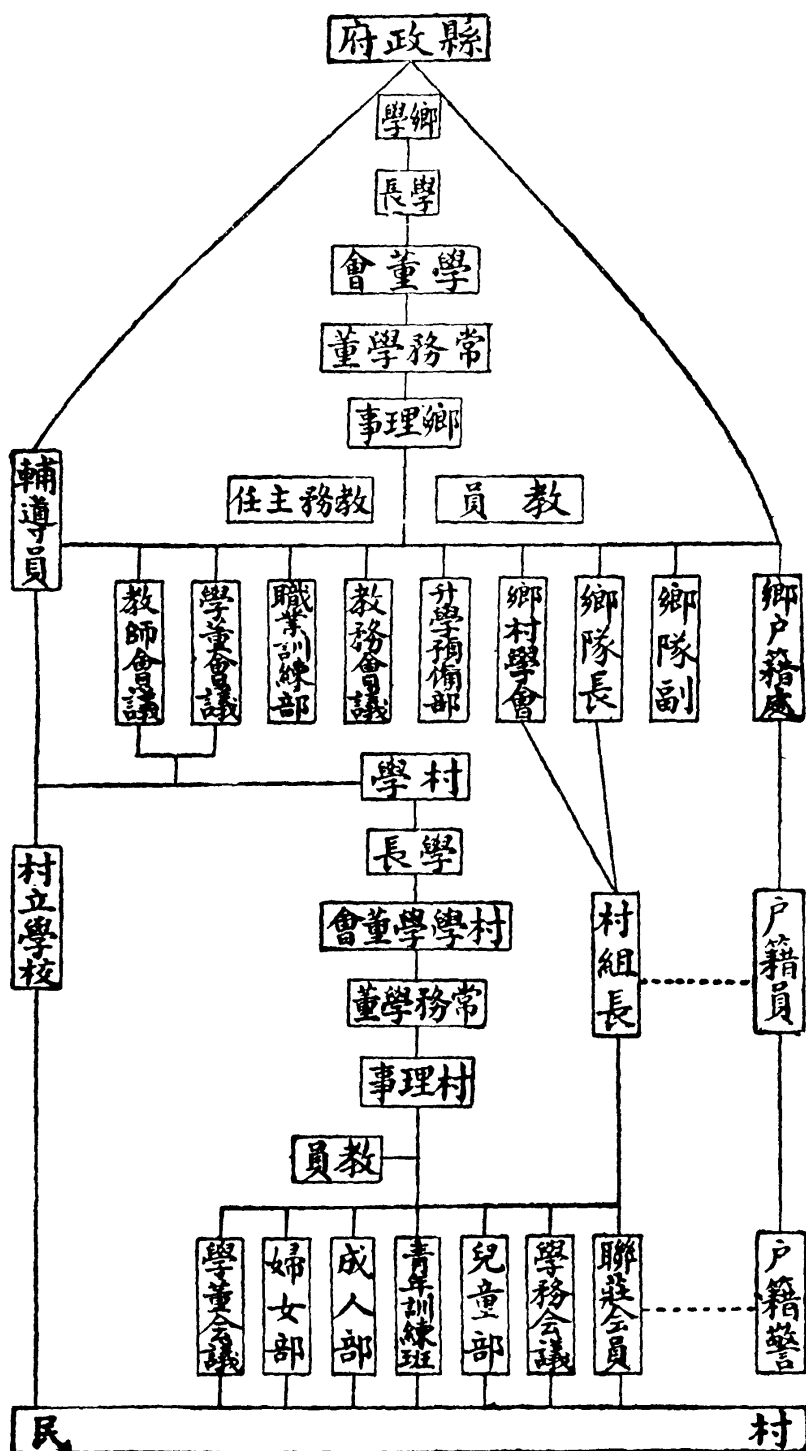 縣政府
鄉學
學長
學董會
常務學董
鄉理事
輔導員
教員
教務主任
鄉戶籍處
鄉隊副
鄉隊長
鄉村學會
升學預備部
教務會議
職業訓練部
學董會議
教師會議
村學
學長
村學學董會
常務學董
村理事
教員
村立學校
村組長
戶籍員
戶籍警
聯莊会員
學務会議
兒童部
青年訓練班
成人部
婦女部
學董会議
村民